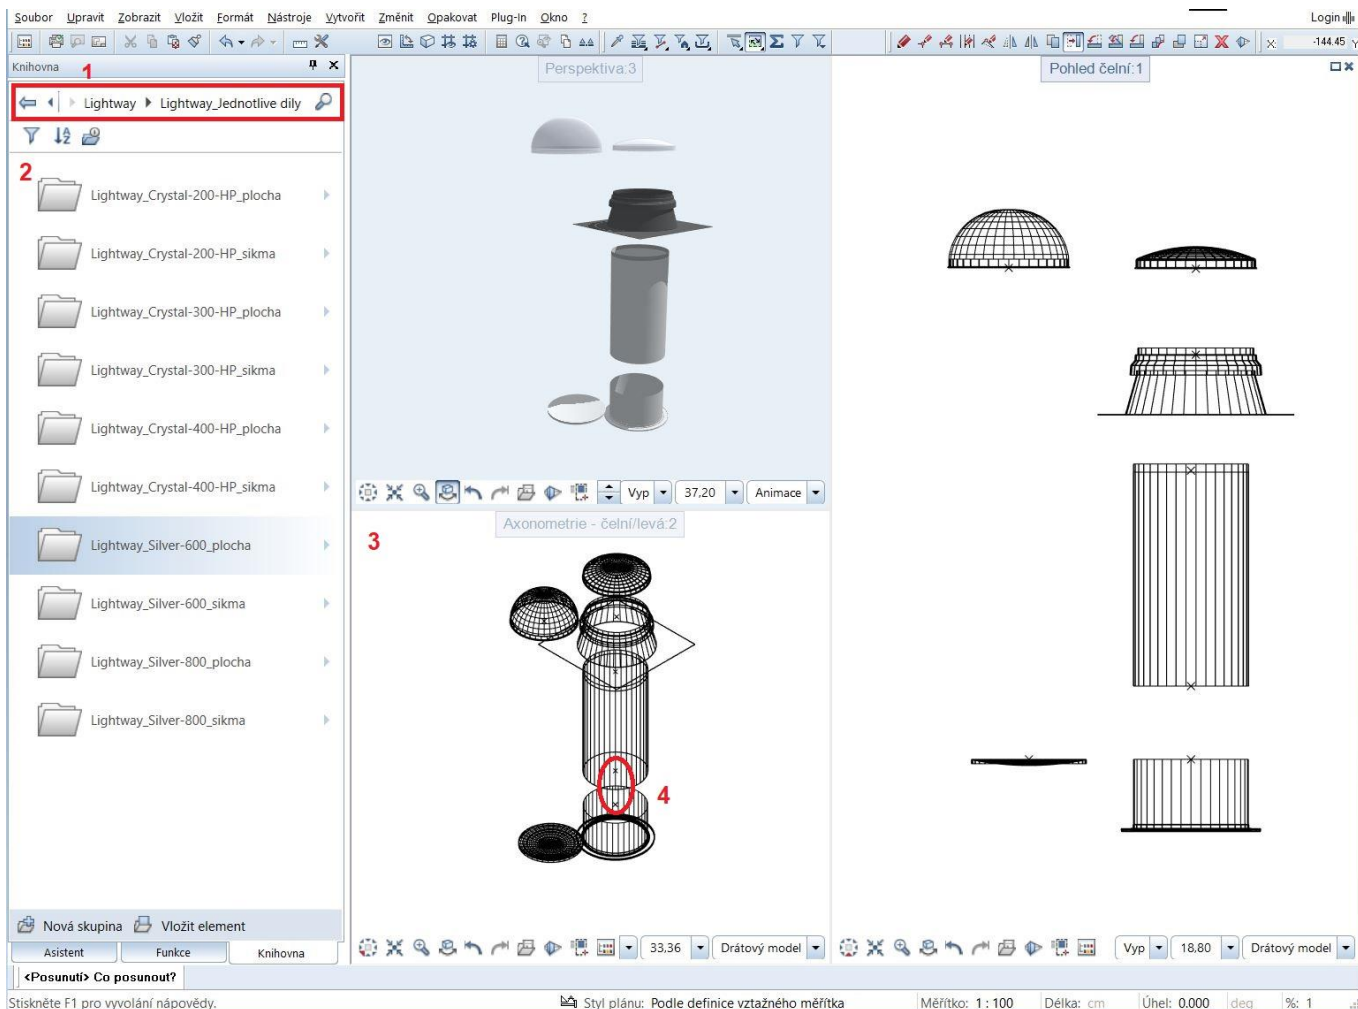 Soubor Upravit Zobrazit Vložit Formát Nástroje Vytvořit Změnit Opakovat Plug-In Okno ? Login
X: -144.45 Y
Knihovna
1
Perspektiva:3
Pohled čelní:1
Lightway Lightway_Jednotlive dily
2
Lightway_Crystal-200-HP_plocha
Lightway_Crystal-200-HP_sikma
Lightway_Crystal-300-HP_plocha
Lightway_Crystal-300-HP_sikma
Lightway_Crystal-400-HP_plocha
Lightway_Crystal-400-HP_sikma
Lightway_Silver-600_plocha
Lightway_Silver-600_sikma
Lightway_Silver-800_plocha
Lightway_Silver-800_sikma
Vyp 37,20 Animace
Axonometrie - čelní/levá:2
3
4
Nová skupina Vložit element
Asistent Funkce Knihovna
33,36 Drátový model
Vyp 18,80 Drátový model
<Posunutí> Co posunout?
Stiskněte F1 pro vyvolání nápovědy. Styl plánu: Podle definice vztažného měřítka Měřítko: 1 : 100 Délka: cm Úhel: 0.000 deg %: 1